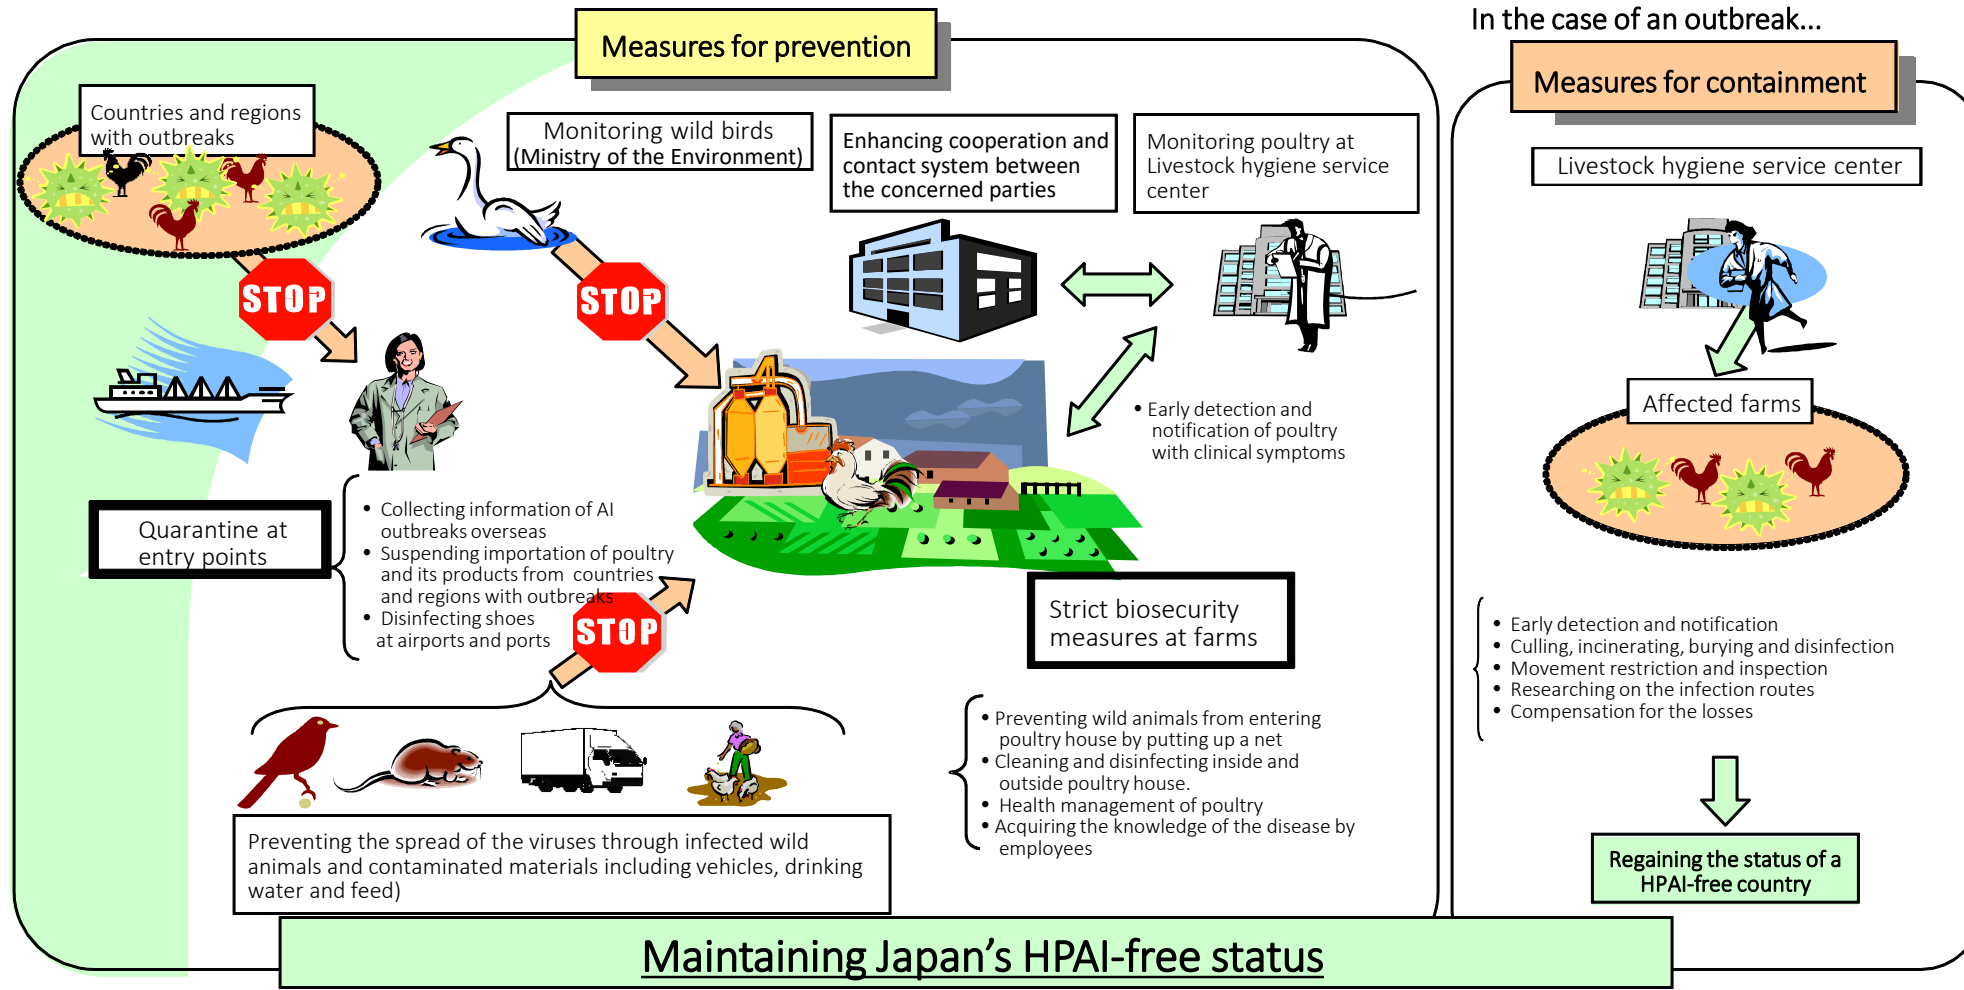 Measures for prevention
Countries and regions
with outbreaks
STOP
Monitoring wild birds
(Ministry of the Environment)
STOP
Enhancing cooperation and
contact system between
the concerned parties
Monitoring poultry at
Livestock hygiene service
center
• Early detection and
notification of poultry
with clinical symptoms
Quarantine at
entry points
• Collecting information of AI
outbreaks overseas
• Suspending importation of poultry
and its products from countries
and regions with outbreaks
• Disinfecting shoes
at airports and ports
STOP
Strict biosecurity
measures at farms
• Preventing wild animals from entering
poultry house by putting up a net
• Cleaning and disinfecting inside and
outside poultry house.
• Health management of poultry
• Acquiring the knowledge of the disease by
employees
Preventing the spread of the viruses through infected wild
animals and contaminated materials including vehicles, drinking
water and feed)
In the case of an outbreak...
Measures for containment
Livestock hygiene service center
Affected farms
• Early detection and notification
• Culling, incinerating, burying and disinfection
• Movement restriction and inspection
• Researching on the infection routes
• Compensation for the losses
Regaining the status of a
HPAI-free country
Maintaining Japan's HPAI-free status